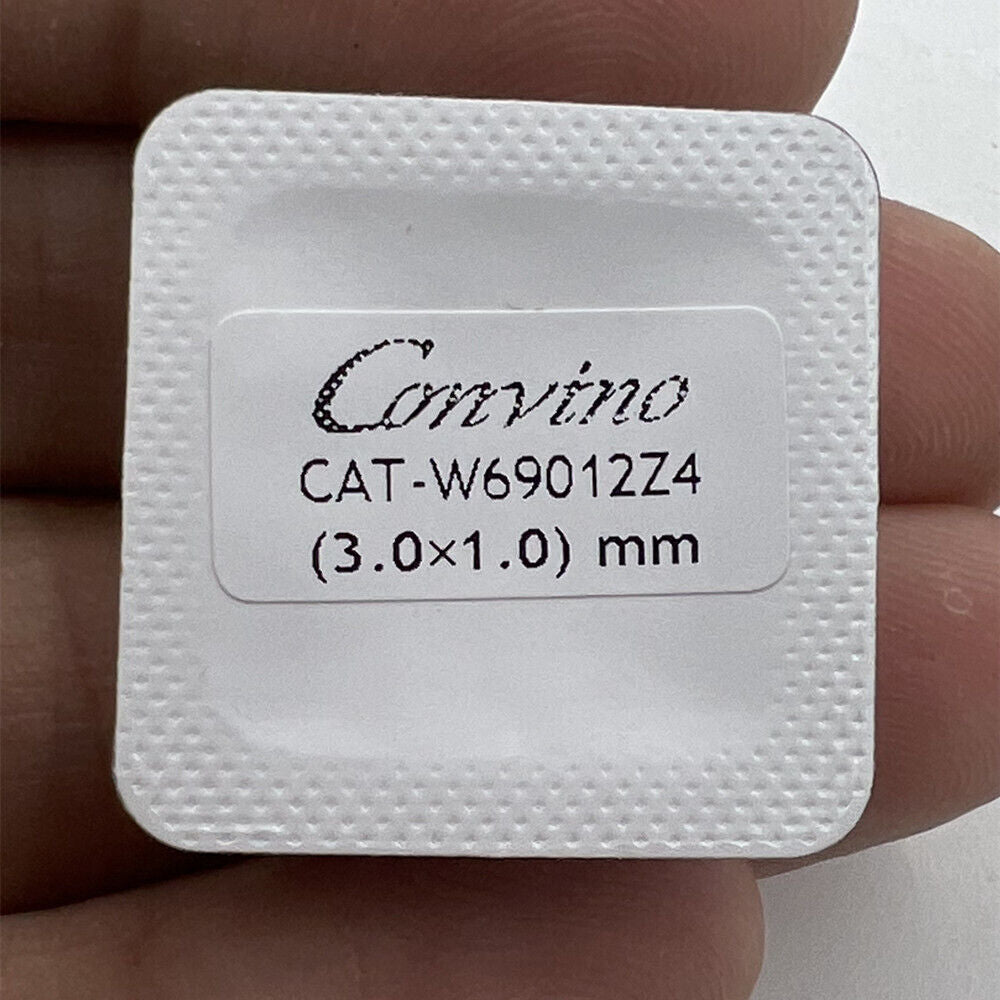 Convino
CAT-W69012Z4
(3.0×1.0) mm